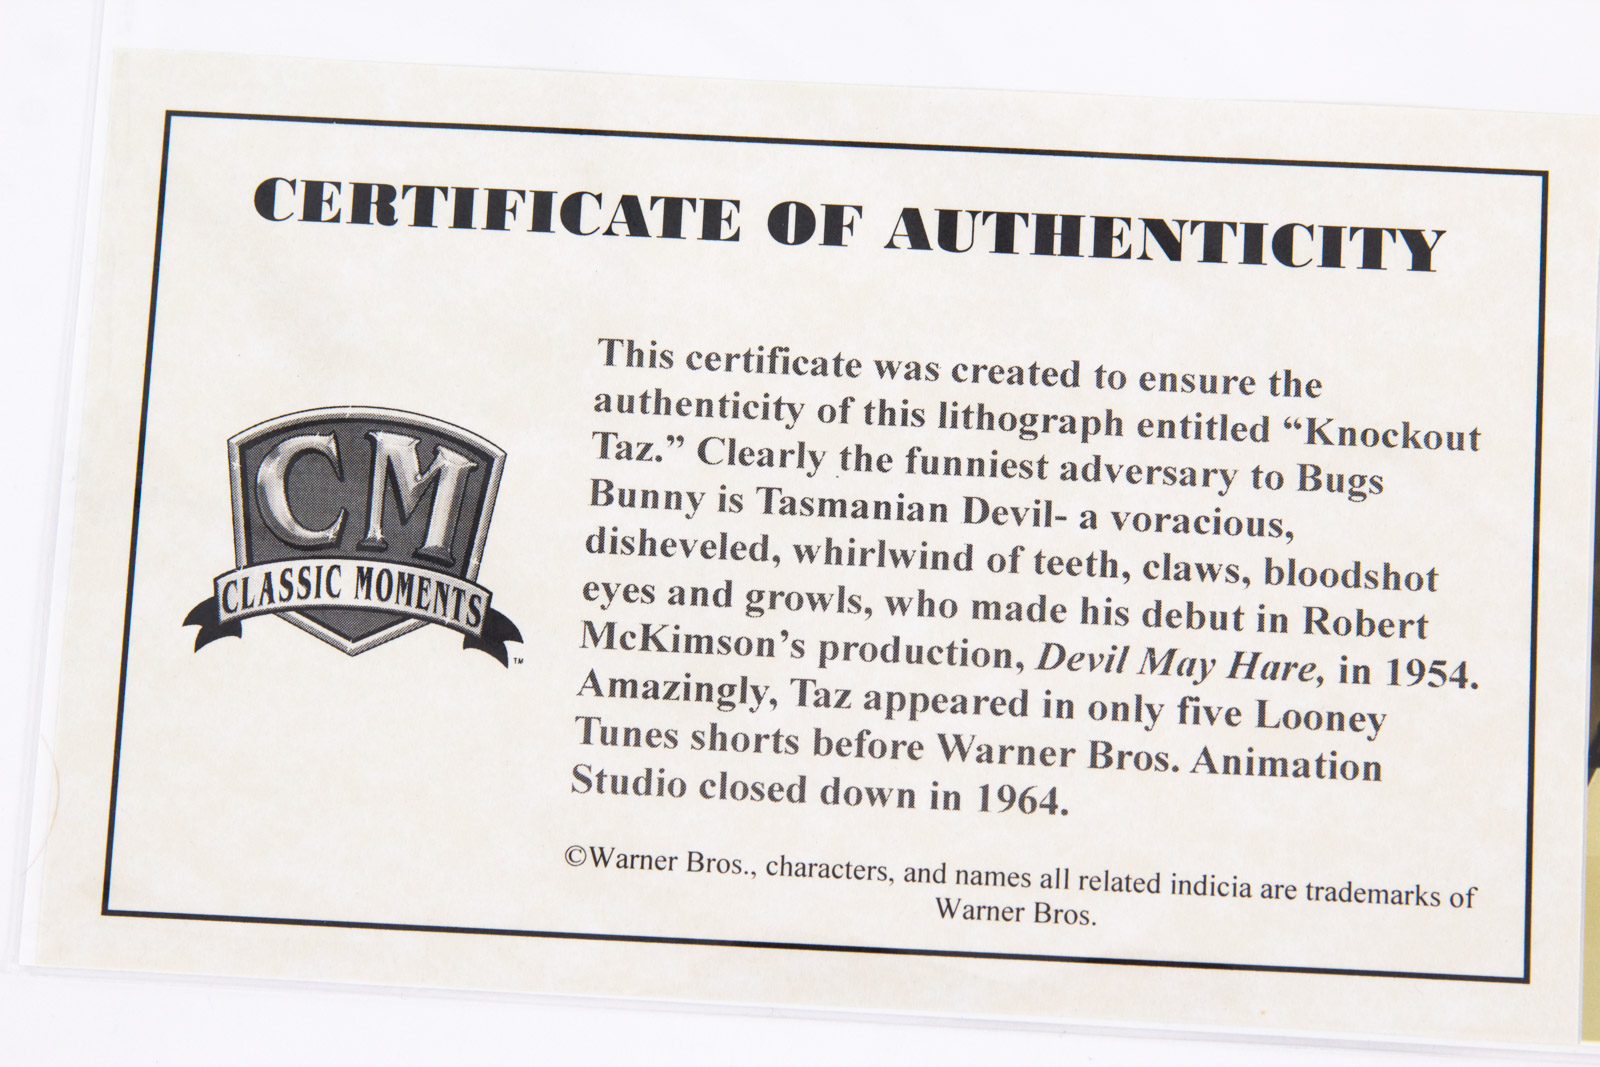 CERTIFICATE OF AUTHENTICITY
CM
CLASSIC MOMENTS
™
This certificate was created to ensure the
authenticity of this lithograph entitled “Knockout
Taz.” Clearly the funniest adversary to Bugs
Bunny is Tasmanian Devil- a voracious,
disheveled, whirlwind of teeth, claws, bloodshot
eyes and growls, who made his debut in Robert
McKimson’s production, Devil May Hare, in 1954.
Amazingly, Taz appeared in only five Looney
Tunes shorts before Warner Bros. Animation
Studio closed down in 1964.
©Warner Bros., characters, and names all related indicia are trademarks of
Warner Bros.